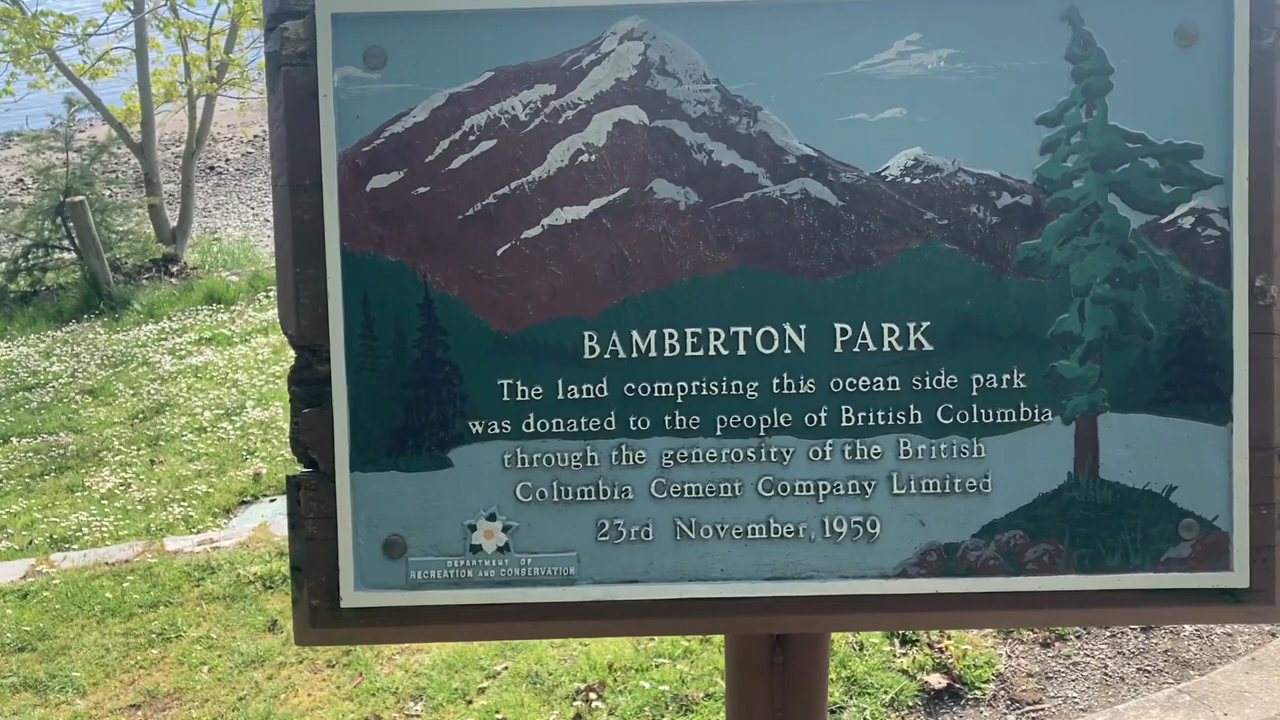 BAMBERTON PARK
The land comprising this ocean side park
was donated to the people of British Columbia
through the generosity of the British
Columbia Cement Company Limited
23rd November, 1959
DEPARTMENT OF
RECREATION AND CONSERVATION